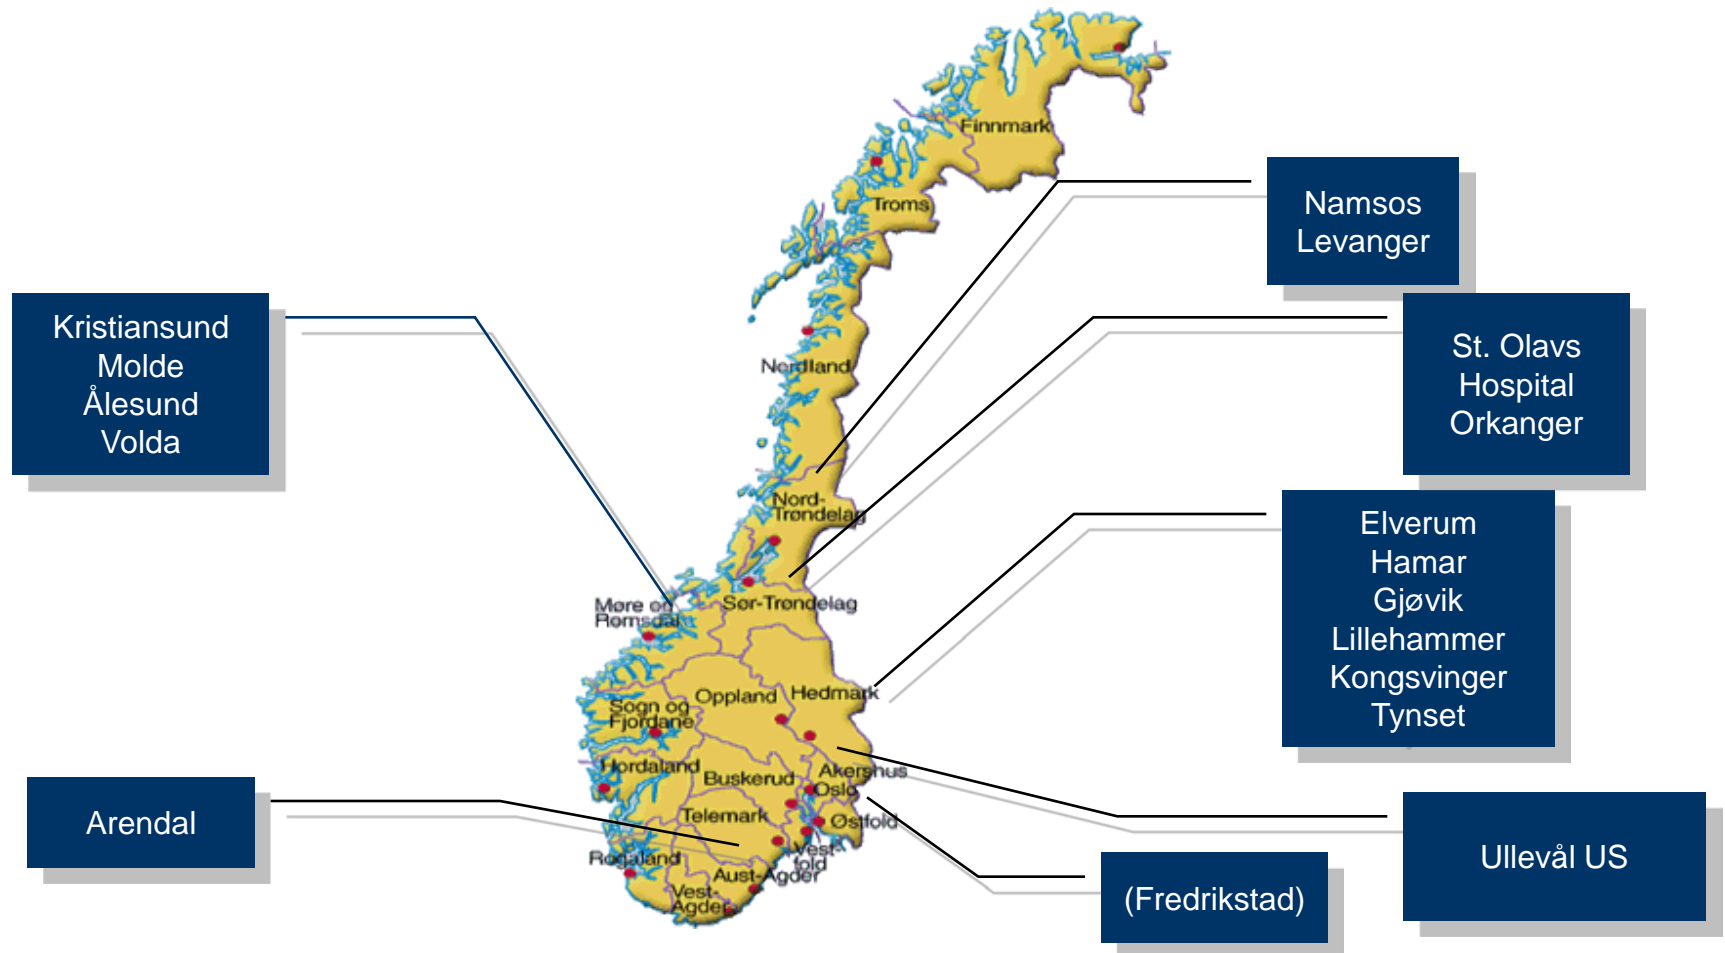 Finnmark
Troms
Namsos
Levanger
Kristiansund
Molde
Ålesund
Volda
Nordland
St. Olavs
Hospital
Orkanger
Nord-
Trøndelag
Elverum
Hamar
Gjøvik
Lillehammer
Kongsvinger
Tynset
Møre og
Romsdal
Sør-Trøndelag
Oppland
Hedmark
Sogn og
Fjordane
Hordaland
Buskerud
Akershus
Oslo
Telemark
Østfold
Arendal
Rogaland
Vest-
fold
Aust-Agder
Vest-
Agder
Ullevål US
(Fredrikstad)